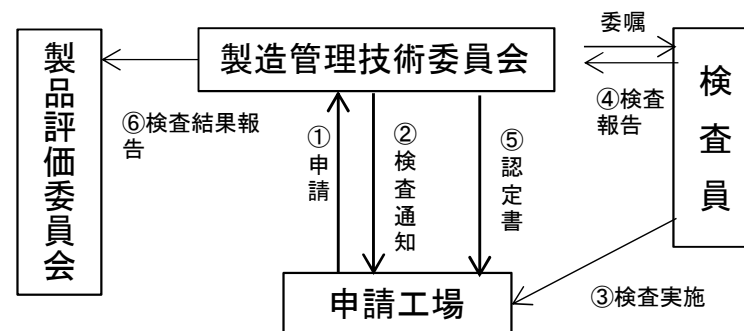 製品評価委員会
製造管理技術委員会
委嘱
検査員
④検査
報告
⑥検査結果報
告
①申請
②検査通知
⑤認定書
申請工場
③検査実施